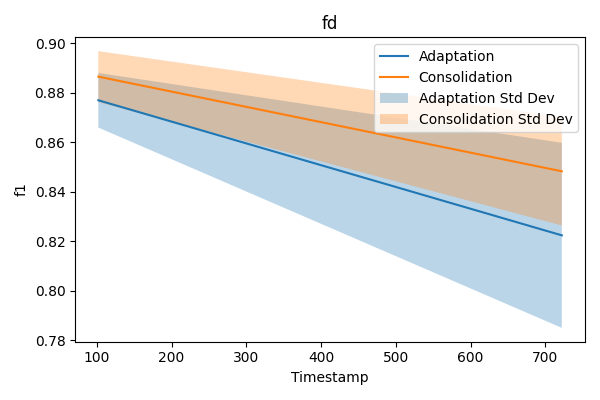 fd
Adaptation
Consolidation
Adaptation Std Dev
Consolidation Std Dev
f1
0.90
0.88
0.86
0.84
0.82
0.80
0.78
100 200 300 400 500 600 700
Timestamp